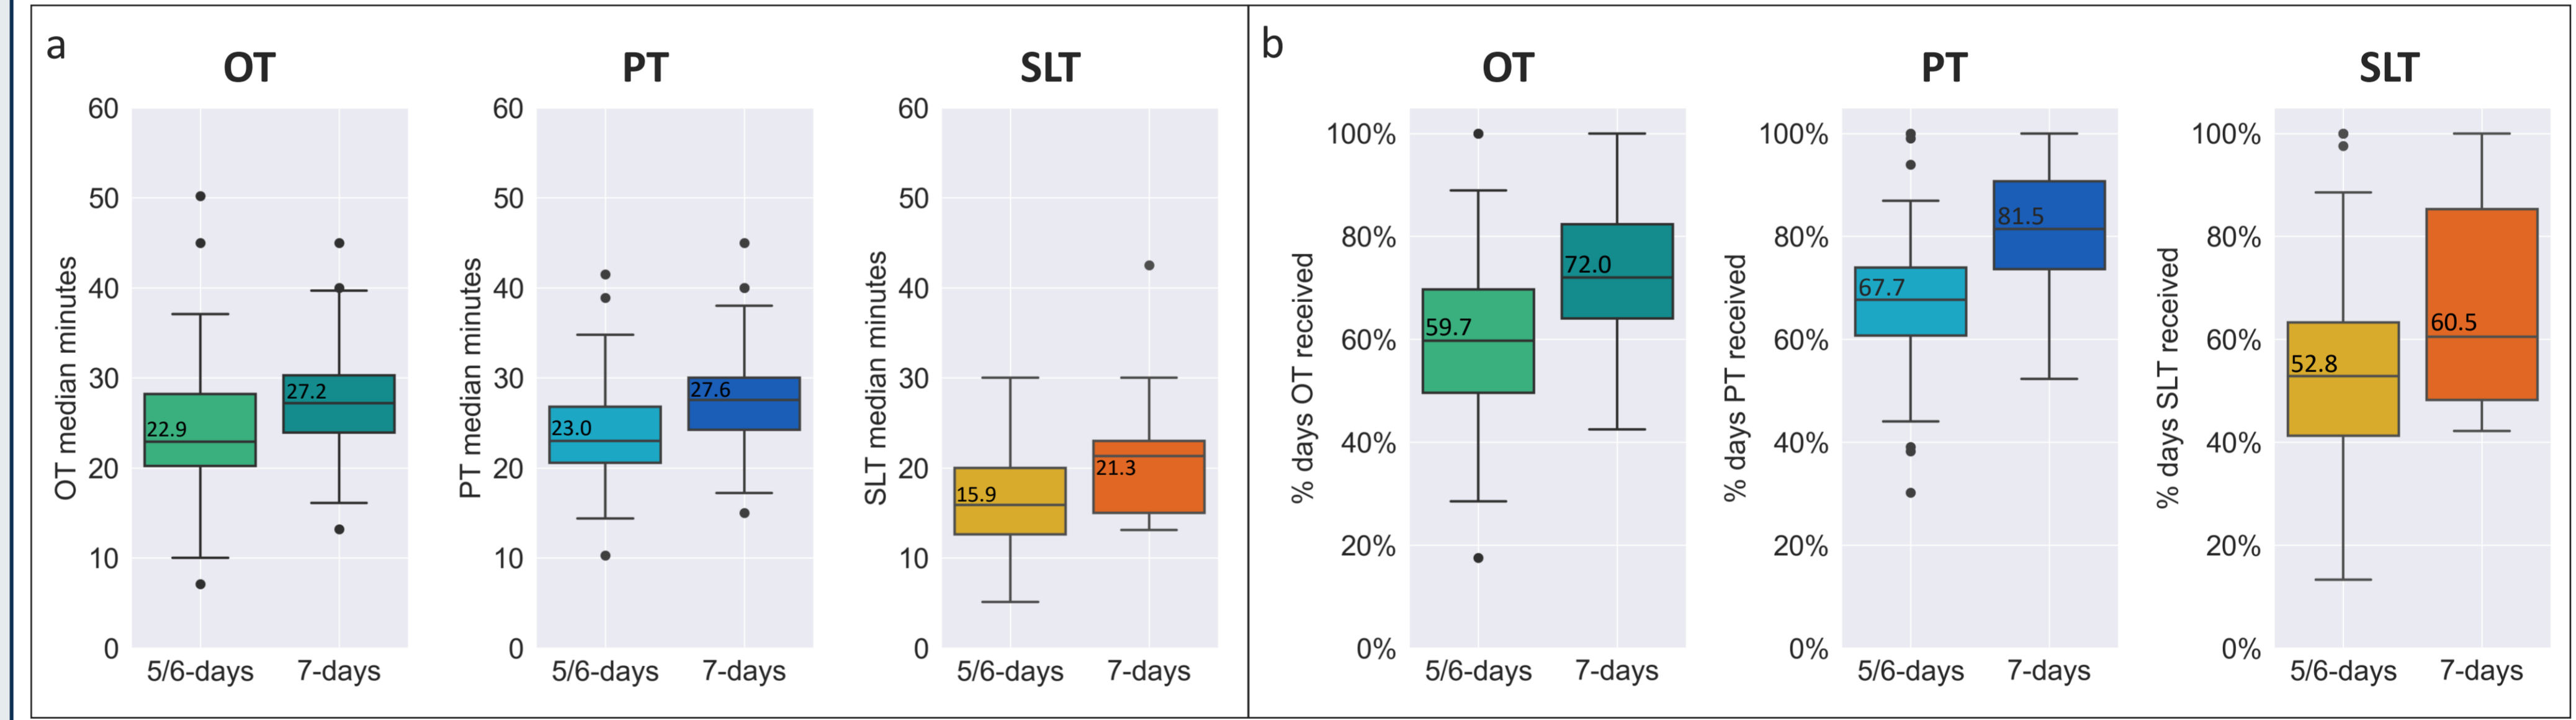 a
OT
PT
SLT
OT median minutes
60
50
40
30
20
10
0
22.9
27.2
5/6-days
7-days
PT median minutes
60
50
40
30
20
10
0
23.0
27.6
5/6-days
7-days
SLT median minutes
60
50
40
30
20
10
0
15.9
21.3
5/6-days
7-days
b
OT
PT
SLT
% days OT received
100%
80%
60%
40%
20%
0%
59.7
72.0
5/6-days
7-days
% days PT received
100%
80%
60%
40%
20%
0%
67.7
81.5
5/6-days
7-days
% days SLT received
100%
80%
60%
40%
20%
0%
52.8
60.5
5/6-days
7-days